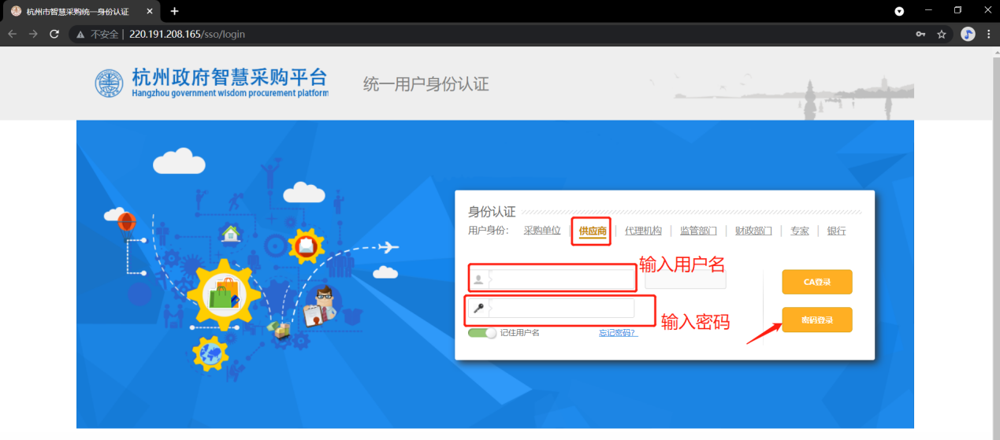 杭州市智慧采购统一身份认证
不安全 | 220.191.208.165/sso/login
杭州政府智慧采购平台
Hangzhou government wisdom procurement platform
统一用户身份认证
身份认证
用户身份: 采购单位 | 供应商 | 代理机构 | 监管部门 | 财政部门 | 专家 | 银行
输入用户名
CA登录
输入密码
密码登录
记住用户名 忘记密码?